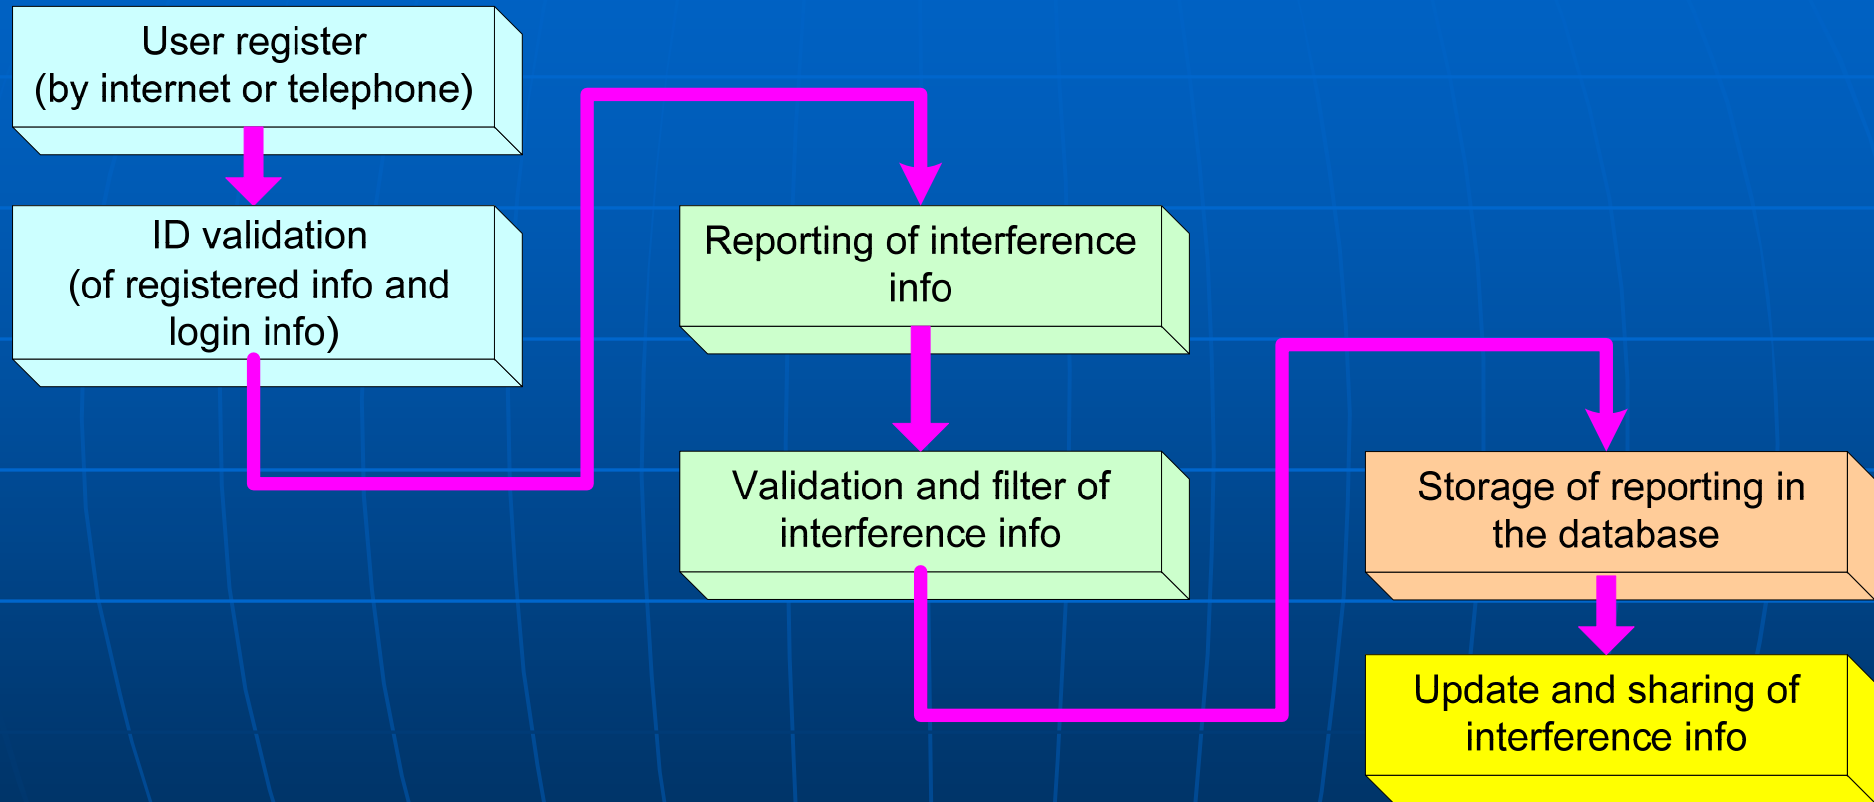 User register
(by internet or telephone)
ID validation
(of registered info and
login info)
Reporting of interference
info
Validation and filter of
interference info
Storage of reporting in
the database
Update and sharing of
interference info